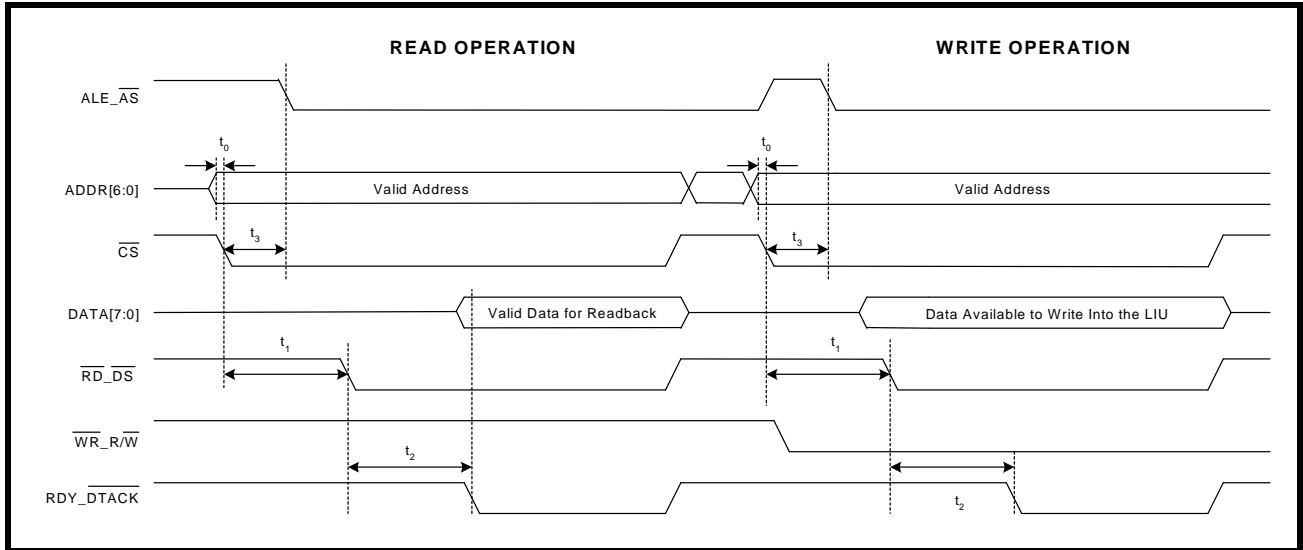 READ OPERATION WRITE OPERATION
ALE_AS
t0 t0
ADDR[6:0] Valid Address Valid Address
t3 t3
CS
DATA[7:0] Valid Data for Readback Data Available to Write Into the LIU
t1 t1
RD_DS
WR_R/W
t2
RDY_DTACK
t2